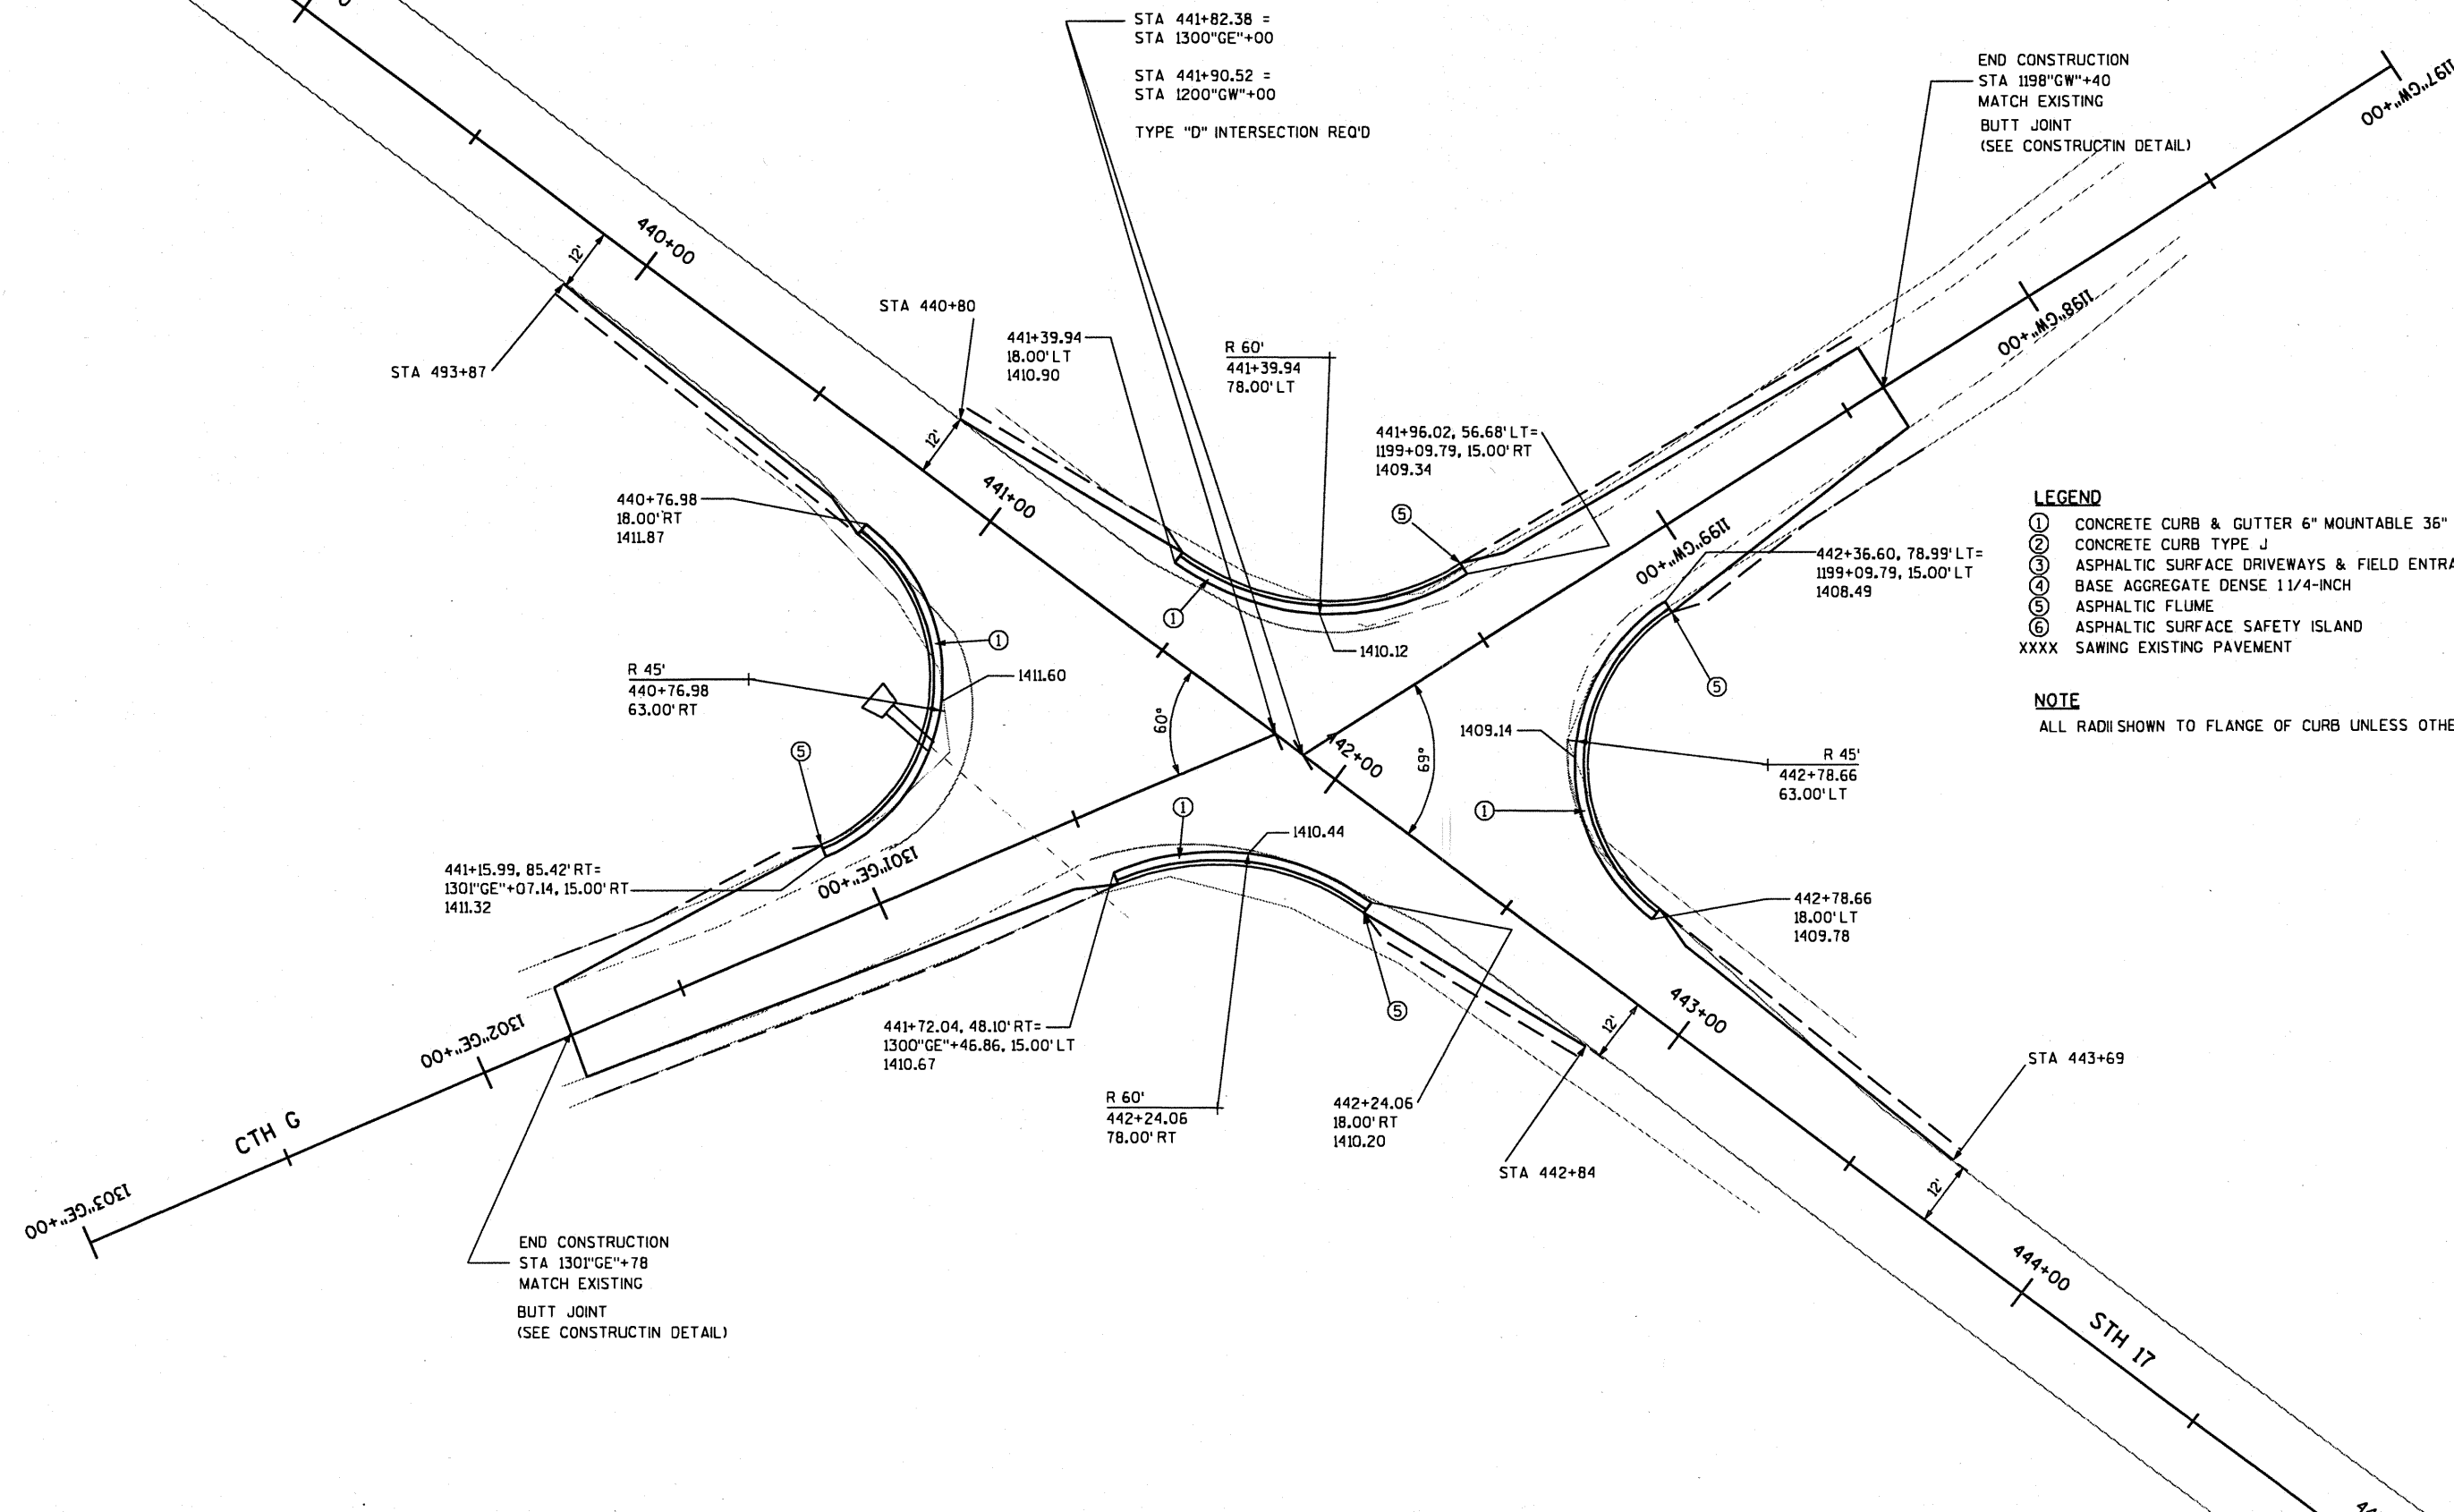 STA 441+82.38 =
STA 1300"GE"+00
STA 441+90.52 =
STA 1200"GW"+00
TYPE "D" INTERSECTION REQ'D
END CONSTRUCTION
STA 1198"GW"+40
MATCH EXISTING
BUTT JOINT
(SEE CONSTRUCTIN DETAIL)
1197"GW"+00
12'
440+00
STA 493+87
STA 440+80
12'
441+39.94
18.00' LT
1410.90
R 60'
441+39.94
78.00' LT
1198"GW"+00
441+96.02, 56.68' LT=
1199+09.79, 15.00' RT
1409.34
441+00
440+76.98
18.00' RT
1411.87
5
1199"GW"+00
442+36.60, 78.99' LT=
1199+09.79, 15.00' LT
1408.49
LEGEND
1 CONCRETE CURB & GUTTER 6" MOUNTABLE 36"
2 CONCRETE CURB TYPE J
3 ASPHALTIC SURFACE DRIVEWAYS & FIELD ENTRA
4 BASE AGGREGATE DENSE 1 1/4-INCH
5 ASPHALTIC FLUME
6 ASPHALTIC SURFACE SAFETY ISLAND
XXXX SAWING EXISTING PAVEMENT
NOTE
ALL RADII SHOWN TO FLANGE OF CURB UNLESS OTHE
1
1
1410.12
R 45'
440+76.98
63.00' RT
1411.60
5
60°
69°
442+00
1409.14
R 45'
442+78.66
63.00' LT
5
1
1410.44
1
441+15.99, 85.42' RT=
1301"GE"+07.14, 15.00' RT
1411.32
1301"GE"+00
442+78.66
18.00' LT
1409.78
5
443+00
12'
1302"GE"+00
441+72.04, 48.10' RT=
1300"GE"+46.86, 15.00' LT
1410.67
R 60'
442+24.06
78.00' RT
442+24.06
18.00' RT
1410.20
STA 442+84
STA 443+69
12'
CTH G
1303"GE"+00
END CONSTRUCTION
STA 1301"GE"+78
MATCH EXISTING
BUTT JOINT
(SEE CONSTRUCTIN DETAIL)
444+00
STH 17